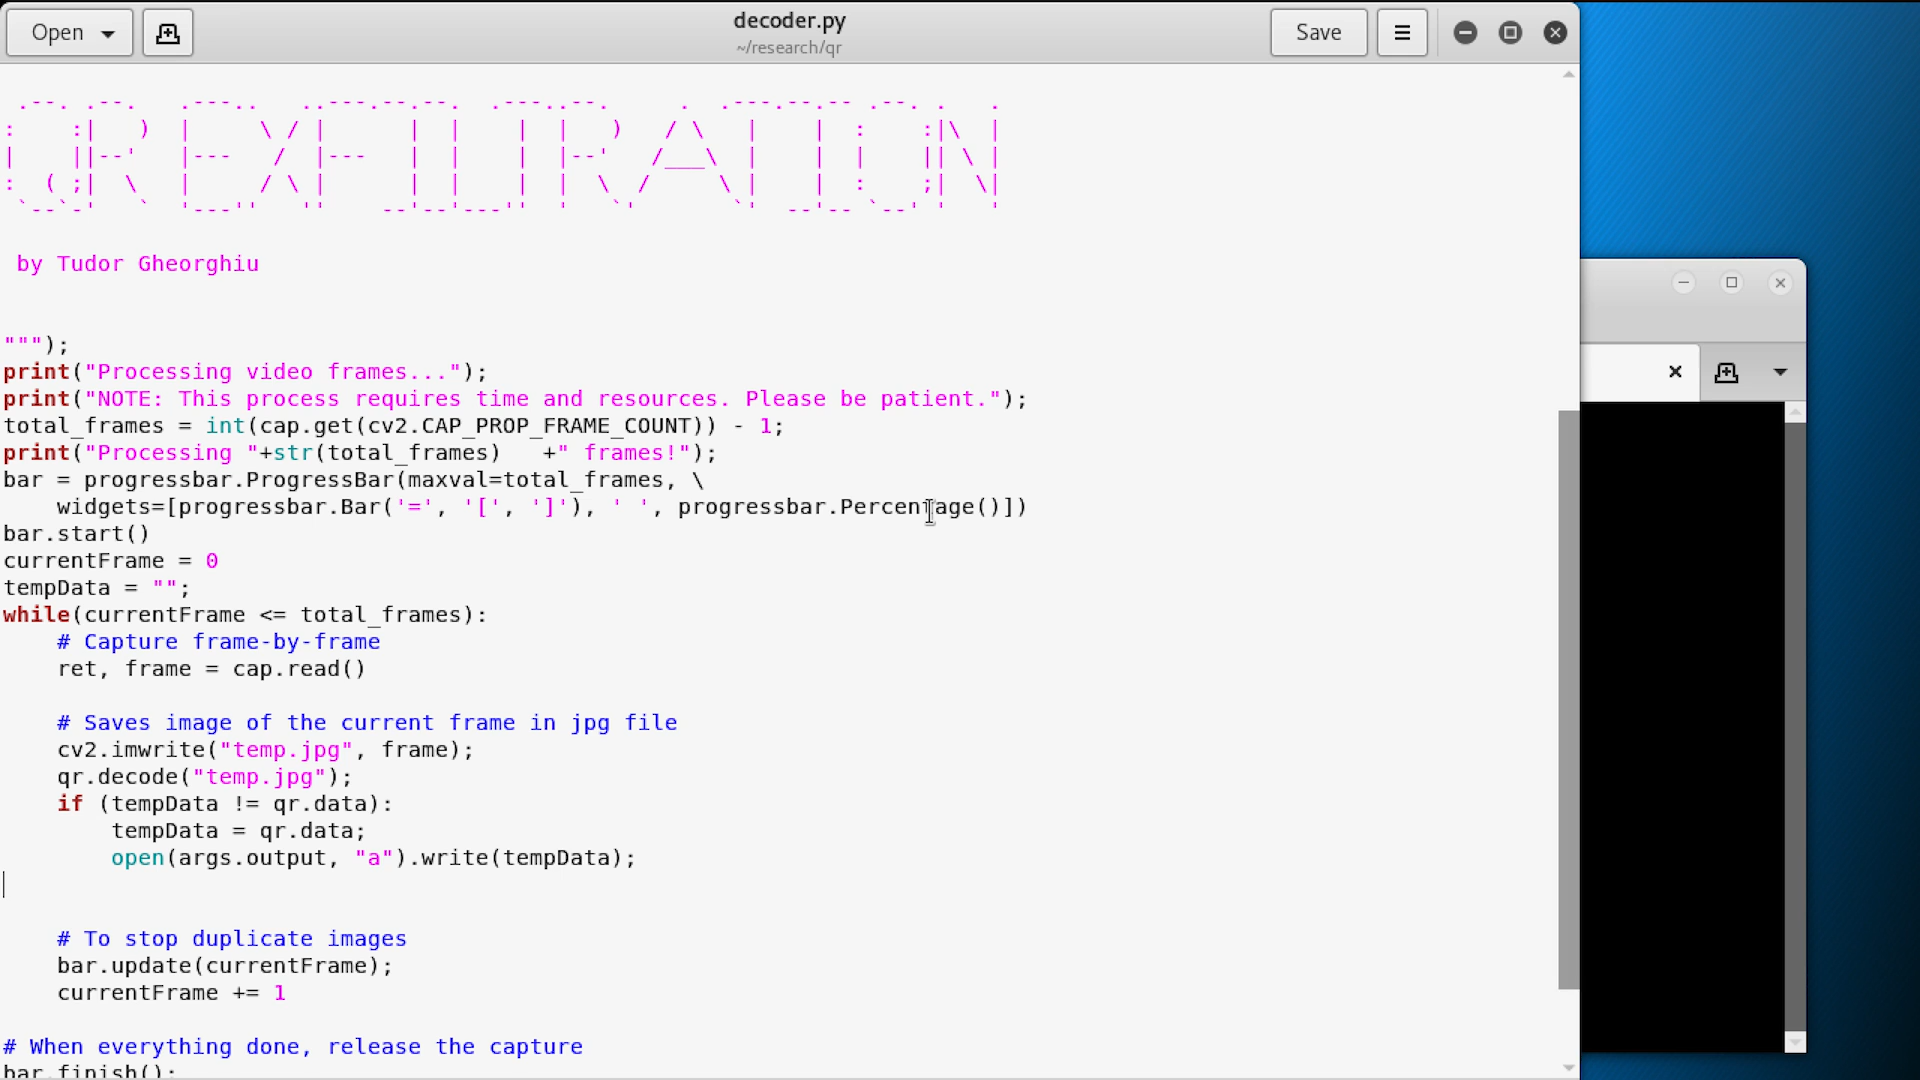 Open
decoder.py
~/research/qr
Save
 .--. .--.   .---..   ..---.--.--.  .---..--.     .  .---.--.-- .--. .   .
:    :|   )  |     \ / |      |  |    |  |   )   / \   |    |  :    :|\  |
|    ||--'   |---   /  |---   |  |    |  |--'   /___\  |    |  |    || \ |
:  ( ;|  \   |     / \ |      |  |    |  |  \  /     \ |    |  :    ;|  \|
 `--`-'   `  '---''   ''    --'--'---''  '   `'       `'  --'-- `--' '   '
by Tudor Gheorghiu
""");
print("Processing video frames...");
print("NOTE: This process requires time and resources. Please be patient.");
total_frames = int(cap.get(cv2.CAP_PROP_FRAME_COUNT)) - 1;
print("Processing "+str(total_frames)   +" frames!");
bar = progressbar.ProgressBar(maxval=total_frames, \
    widgets=[progressbar.Bar('=', '[', ']'), ' ', progressbar.Percentage()])
bar.start()
currentFrame = 0
tempData = "";
while(currentFrame <= total_frames):
    # Capture frame-by-frame
    ret, frame = cap.read()
    # Saves image of the current frame in jpg file
    cv2.imwrite("temp.jpg", frame);
    qr.decode("temp.jpg");
    if (tempData != qr.data):
        tempData = qr.data;
        open(args.output, "a").write(tempData);
    # To stop duplicate images
    bar.update(currentFrame);
    currentFrame += 1
# When everything done, release the capture
bar.finish();